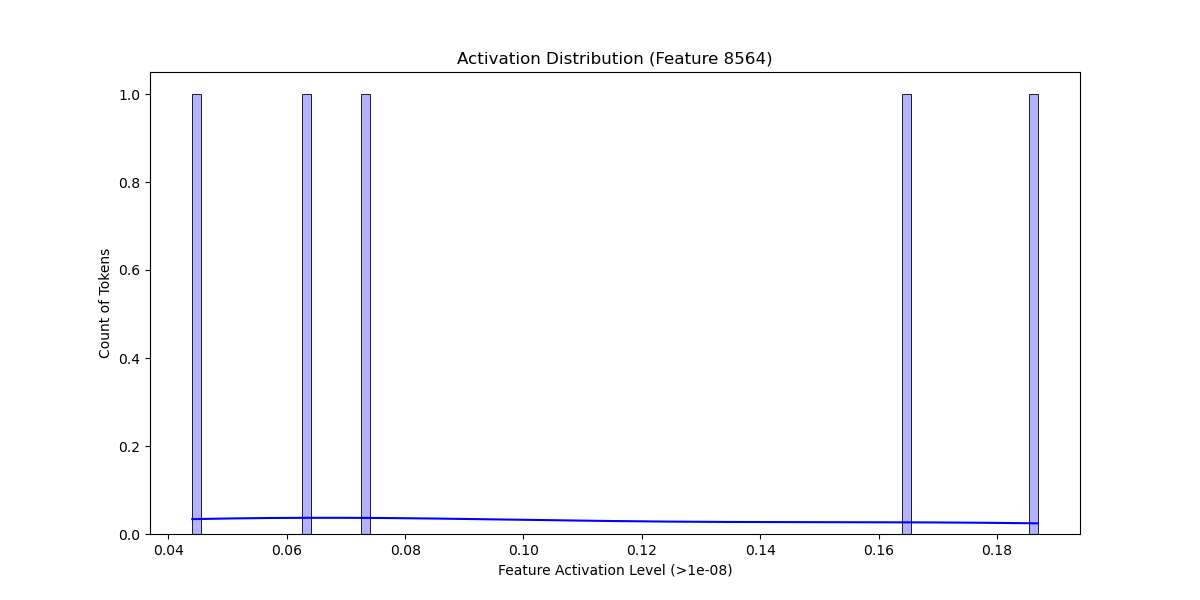 Activation Distribution (Feature 8564)
1.0
0.8
0.6
0.4
0.2
0.0
Count of Tokens
0.04 0.06 0.08 0.10 0.12 0.14 0.16 0.18
Feature Activation Level (>1e-08)